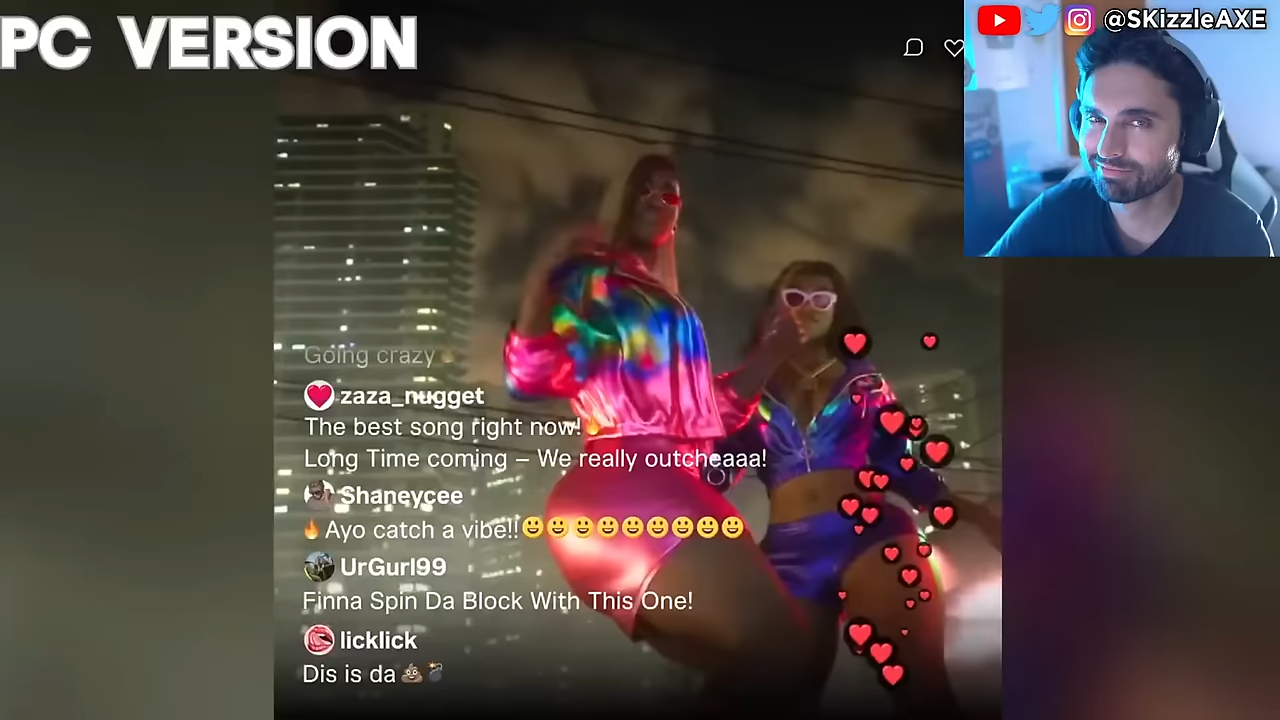 PC VERSION
@SKizzleAXE
Going crazy
zaza_nugget
The best song right now!🔥
Long Time coming – We really outcheaaa!
Shaneycee
🔥Ayo catch a vibe!!😀😀😀😀😀😀😀😀😀
UrGurl99
Finna Spin Da Block With This One!
licklick
Dis is da💩💣